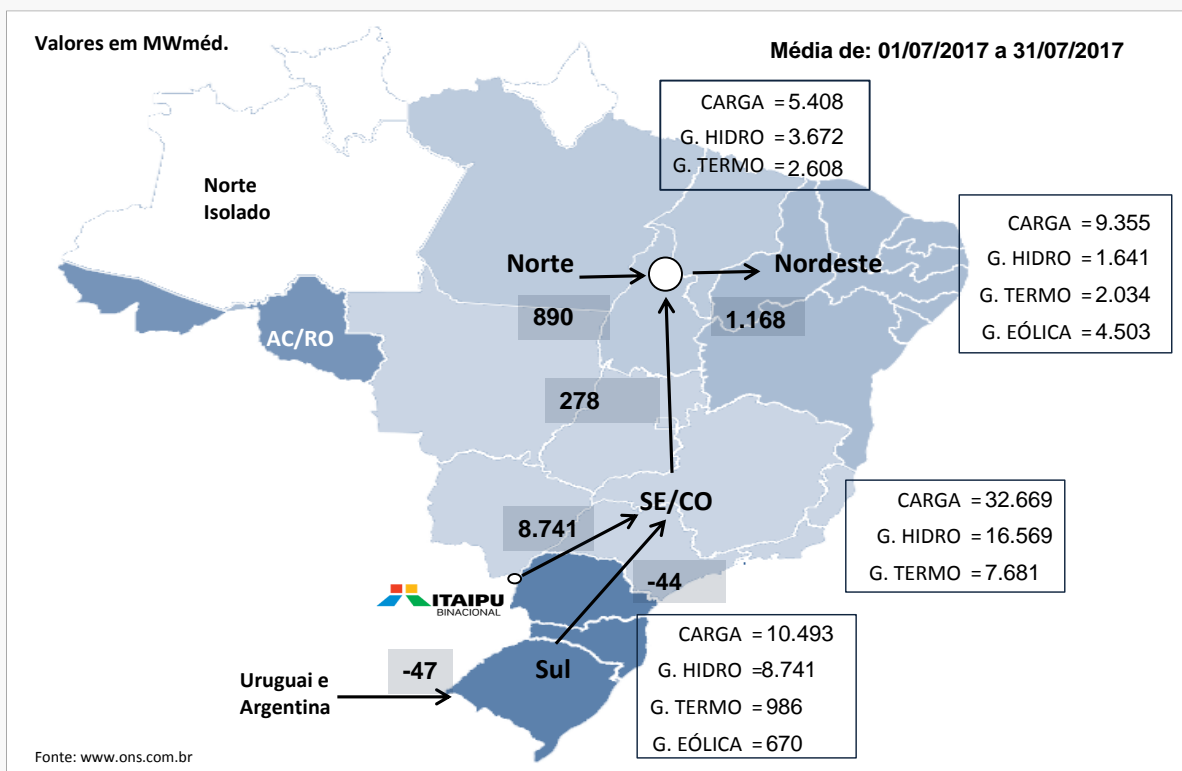 Valores em MWméd.
Média de: 01/07/2017 a 31/07/2017
CARGA = 5.408
G. HIDRO = 3.672
G. TERMO = 2.608
Norte
Isolado
CARGA = 9.355
G. HIDRO = 1.641
G. TERMO = 2.034
G. EÓLICA = 4.503
Norte
Nordeste
890
1.168
AC/RO
278
SE/CO
CARGA = 32.669
G. HIDRO = 16.569
G. TERMO = 7.681
8.741
-44
ITAIPU
BINACIONAL
CARGA = 10.493
G. HIDRO =8.741
G. TERMO = 986
G. EÓLICA = 670
-47
Sul
Uruguai e
Argentina
Fonte: www.ons.com.br